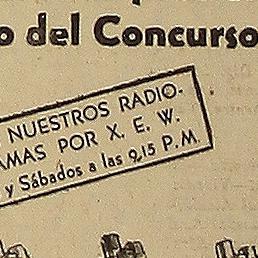 o del Concurso
NUESTROS RADIO-
AMAS POR X. E. W.
y Sábados a las 9,15 P.M.